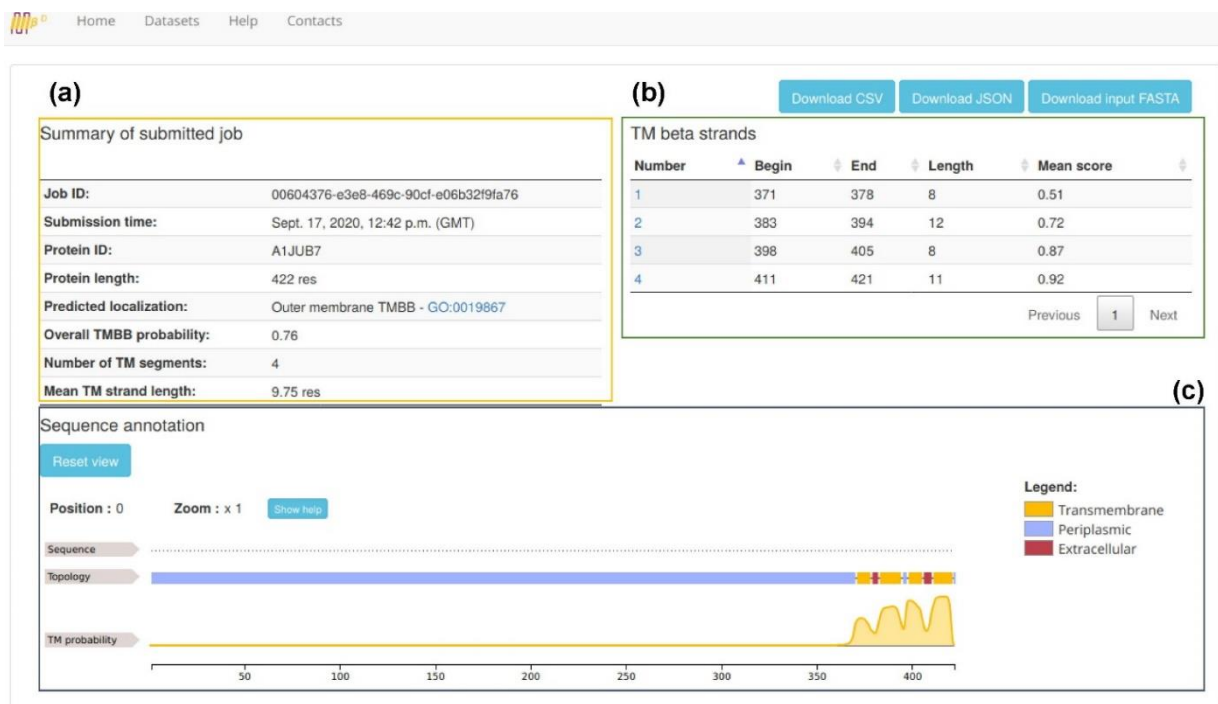 β D Home Datasets Help Contacts
(a)
Summary of submitted job
Job ID: 00604376-e3e8-469c-90cf-e06b32f9fa76
Submission time: Sept. 17, 2020, 12:42 p.m. (GMT)
Protein ID: A1JUB7
Protein length: 422 res
Predicted localization: Outer membrane TMBB - GO:0019867
Overall TMBB probability: 0.76
Number of TM segments: 4
Mean TM strand length: 9.75 res
(b)
Download CSV Download JSON Download input FASTA
TM beta strands
Number Begin End Length Mean score
1 371 378 8 0.51
2 383 394 12 0.72
3 398 405 8 0.87
4 411 421 11 0.92
Previous 1 Next
(c)
Sequence annotation
Reset view
Position : 0 Zoom : x 1 Show help
Legend:
Transmembrane
Periplasmic
Extracellular
Sequence
Topology
TM probability
50 100 150 200 250 300 350 400